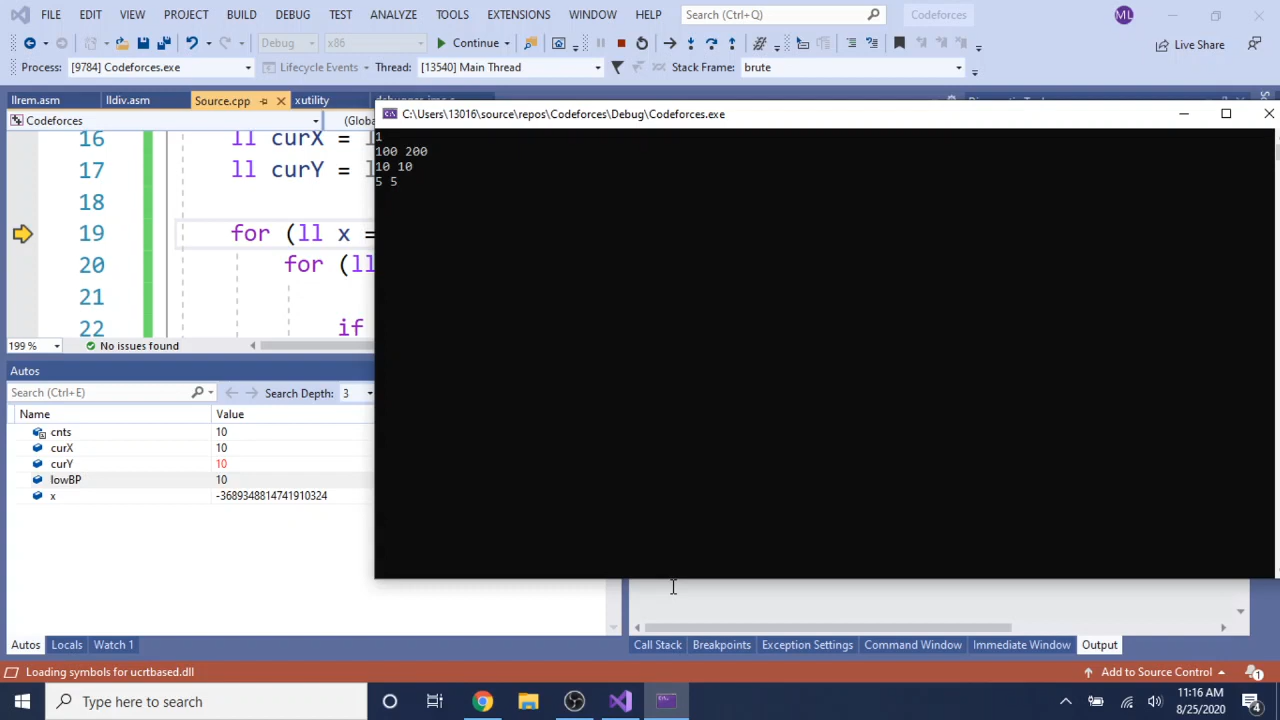 FILE EDIT VIEW PROJECT BUILD DEBUG TEST ANALYZE TOOLS EXTENSIONS WINDOW HELP Search (Ctrl+Q) Codeforces ML
Debug x86 Continue Live Share
Process: [9784] Codeforces.exe Lifecycle Events Thread: [13540] Main Thread Stack Frame: brute
llrem.asm lldiv.asm Source.cpp xutility
Codeforces (Globa
C:\Users\13016\source\repos\Codeforces\Debug\Codeforces.exe
1
100 200
10 10
5 5
16 ll curX = l
17 ll curY = l
18
19 for (ll x =
20 for (ll
21
22 if
199 % No issues found
Autos
Search (Ctrl+E) Search Depth: 3
Name Value
cnts 10
curX 10
curY 10
lowBP 10
x -3689348814741910324
Autos Locals Watch 1
Call Stack Breakpoints Exception Settings Command Window Immediate Window Output
Loading symbols for ucrtbased.dll Add to Source Control 1
Type here to search
11:16 AM
8/25/2020
4